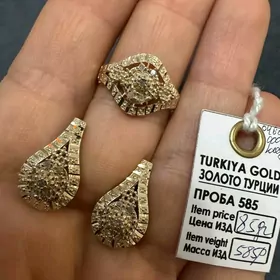 TURKIYA GOLD
ЗОЛОТО ТУРЦИИ
ПРОБА 585
Item price
Цена ИЗД
Item weight
Масса ИЗД